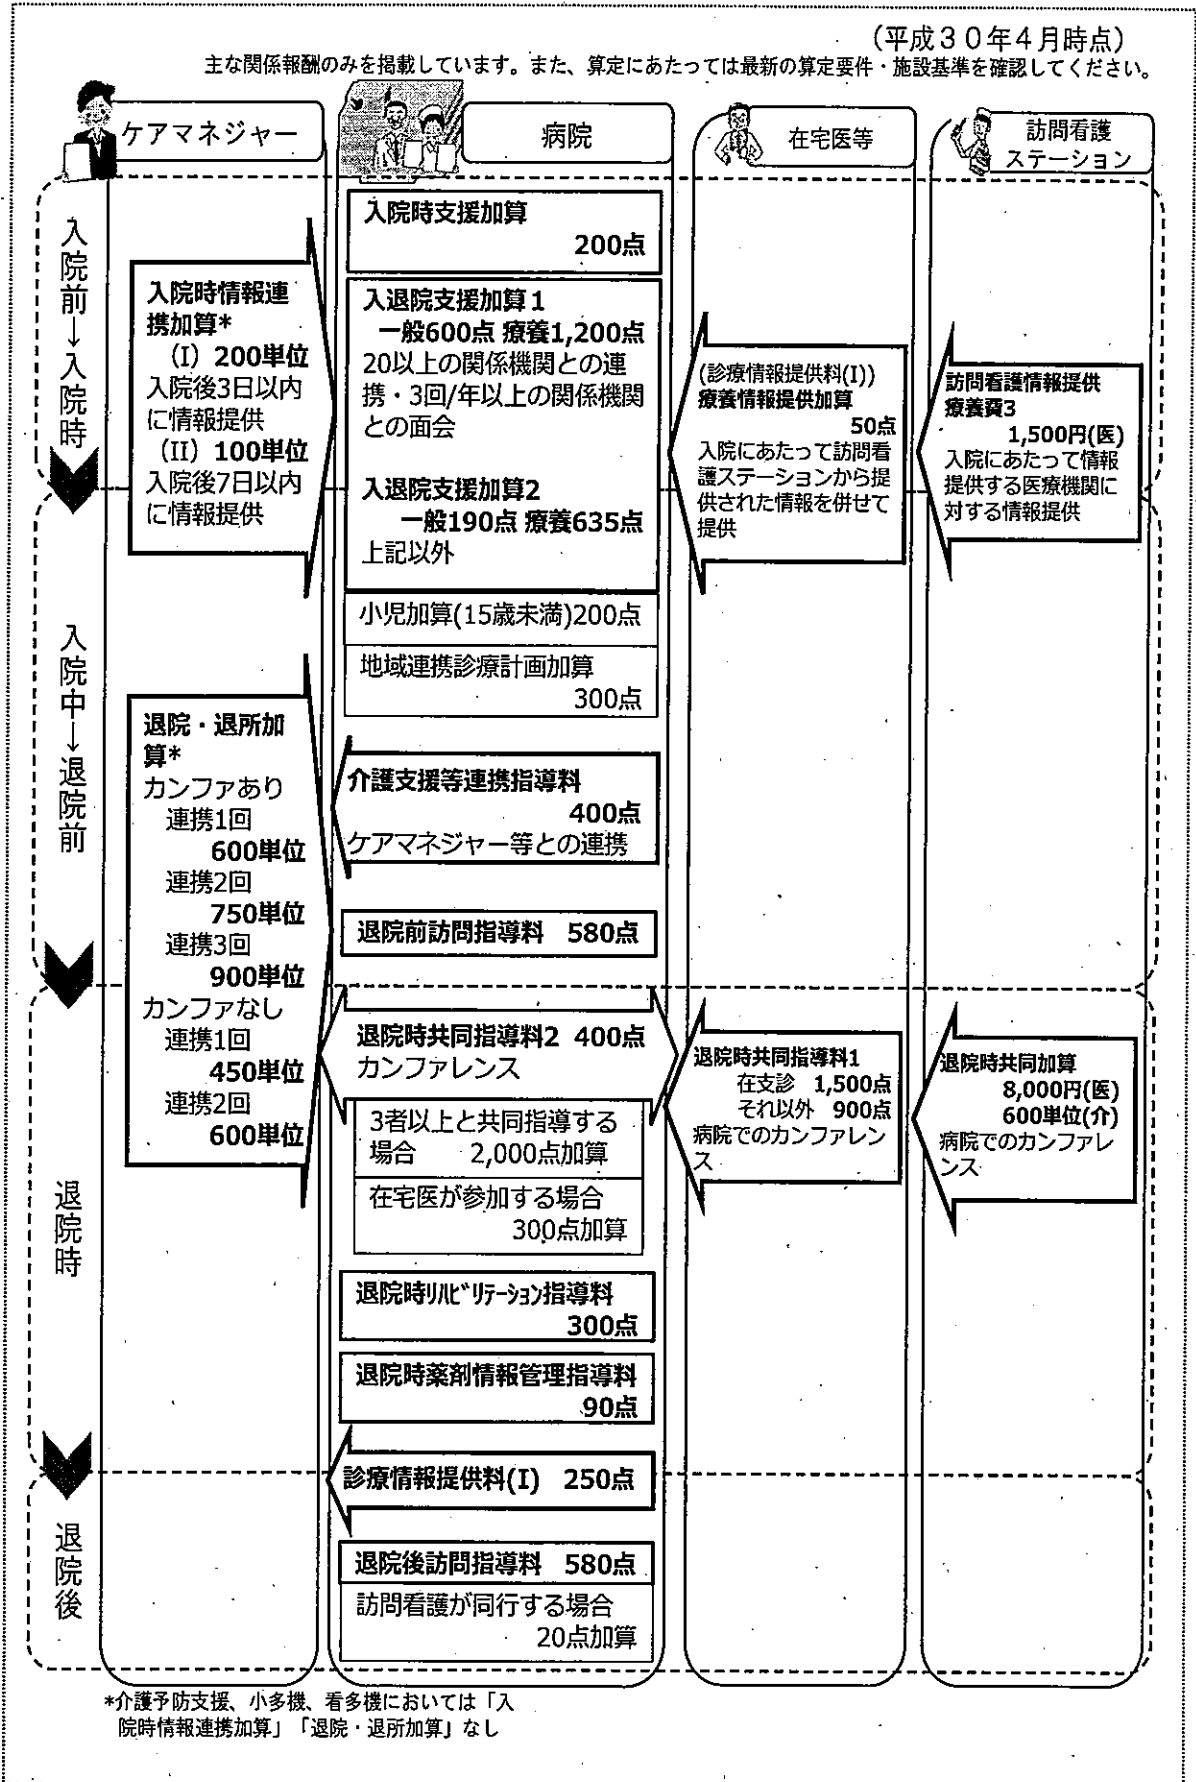 (平成３０年４月時点)
主な関係報酬のみを掲載しています。また、算定にあたっては最新の算定要件・施設基準を確認してください。
ケアマネジャー
病院
在宅医等
訪問看護
ステーション
入院前→入院時
入院時情報連
携加算*
(I) 200単位
入院後3日以内
に情報提供
(II) 100単位
入院後7日以内
に情報提供
入院時支援加算
200点
入退院支援加算１
一般600点 療養1,200点
20以上の関係機関との連
携・3回/年以上の関係機関
との面会
入退院支援加算2
一般190点 療養635点
上記以外
小児加算(15歳未満)200点
地域連携診療計画加算
300点
(診療情報提供料(I))
療養情報提供加算
50点
入院にあたって訪問看
護ステーションから提
供された情報を併せて
提供
訪問看護情報提供
療養費3
1,500円(医)
入院にあたって情報
提供する医療機関に
対する情報提供
入院中→退院前
退院・退所加
算*
カンファあり
連携1回
600単位
連携2回
750単位
連携3回
900単位
カンファなし
連携1回
450単位
連携2回
600単位
介護支援等連携指導料
400点
ケアマネジャー等との連携
退院前訪問指導料 580点
退院時
退院時共同指導料2 400点
カンファレンス
3者以上と共同指導する
場合 2,000点加算
在宅医が参加する場合
300点加算
退院時共同指導料1
在支診 1,500点
それ以外 900点
病院でのカンファレン
ス
退院時共同加算
8,000円(医)
600単位(介)
病院でのカンファレ
ンス
退院時ﾘﾊﾋﾞﾘﾃｰｼｮﾝ指導料
300点
退院時薬剤情報管理指導料
90点
診療情報提供料(I) 250点
退院後
退院後訪問指導料 580点
訪問看護が同行する場合
20点加算
*介護予防支援、小多機、看多機においては「入
院時情報連携加算」「退院・退所加算」なし